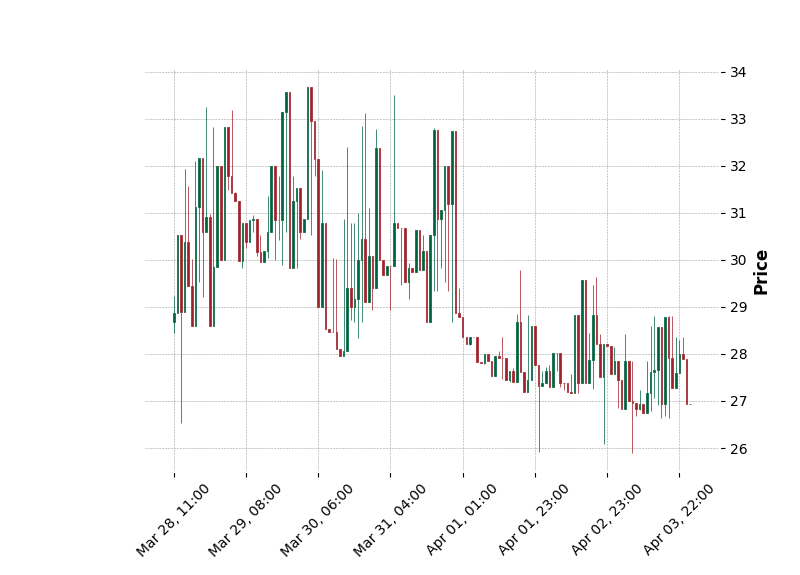 34
33
32
31
30
29
28
27
26
Price
Mar 28, 11:00
Mar 29, 08:00
Mar 30, 06:00
Mar 31, 04:00
Apr 01, 01:00
Apr 01, 23:00
Apr 02, 23:00
Apr 03, 22:00